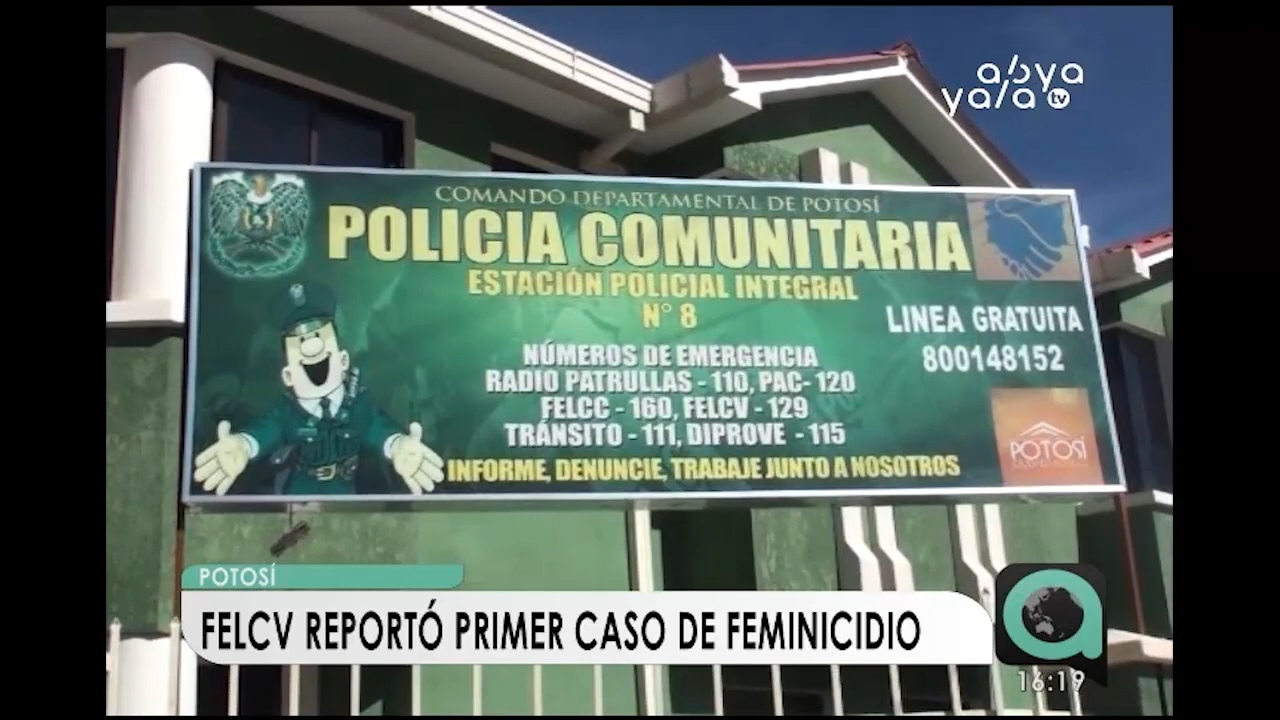 abya
yala tv
COMANDO DEPARTAMENTAL DE POTOSÍ
POLICIA COMUNITARIA
ESTACIÓN POLICIAL INTEGRAL
N° 8
LINEA GRATUITA
800148152
NÚMEROS DE EMERGENCIA
RADIO PATRULLAS - 110, PAC- 120
FELCC - 160, FELCV - 129
TRÁNSITO - 111, DIPROVE - 115
INFORME, DENUNCIE, TRABAJE JUNTO A NOSOTROS
POTOSÍ
POTOSÍ
FELCV REPORTÓ PRIMER CASO DE FEMINICIDIO
16:19